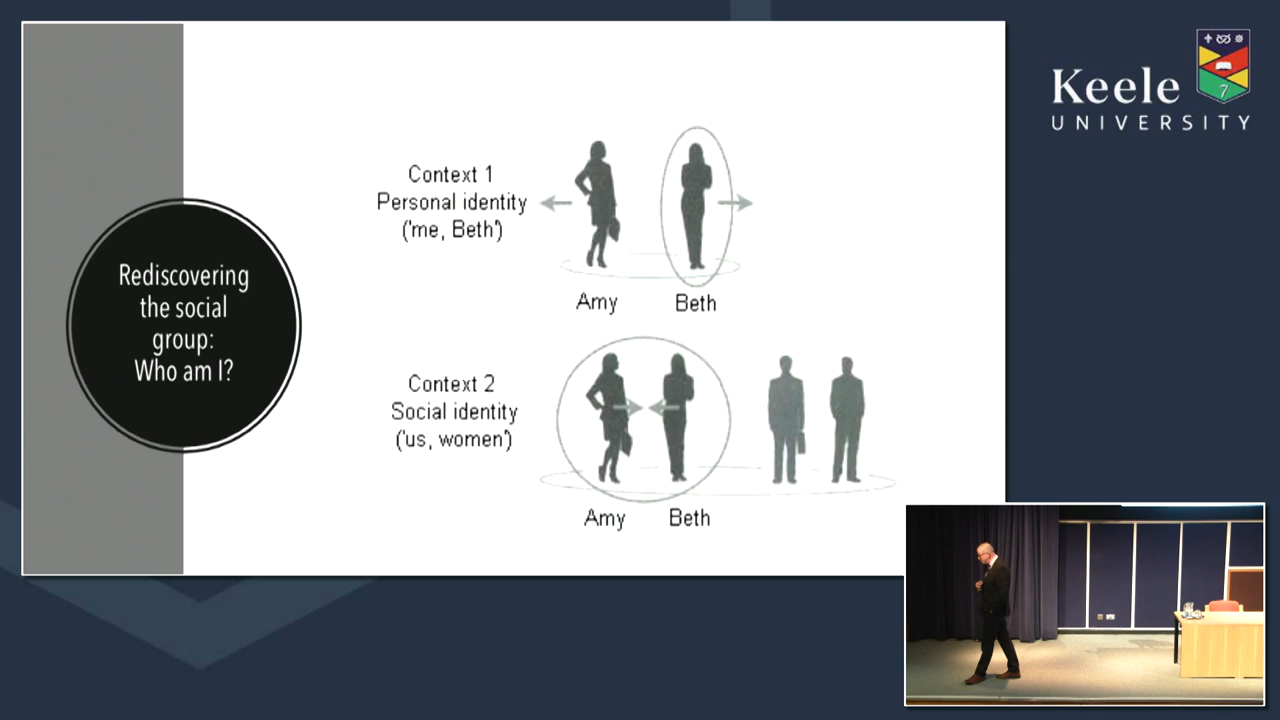 Rediscovering
the social
group:
Who am I?
Context 1
Personal identity
('me, Beth')
Amy
Beth
Context 2
Social identity
('us, women')
Amy
Beth
Keele
UNIVERSITY